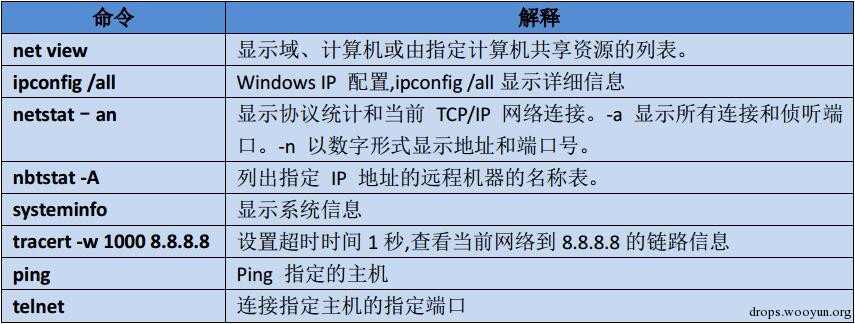 命令 解释
net view 显示域、计算机或由指定计算机共享资源的列表。
ipconfig /all Windows IP 配置,ipconfig /all 显示详细信息
netstat – an 显示协议统计和当前 TCP/IP 网络连接。-a 显示所有连接和侦听端
口。-n 以数字形式显示地址和端口号。
nbtstat -A 列出指定 IP 地址的远程机器的名称表。
systeminfo 显示系统信息
tracert -w 1000 8.8.8.8 设置超时时间 1 秒,查看当前网络到 8.8.8.8 的链路信息
ping Ping 指定的主机
telnet 连接指定主机的指定端口
drops.wooyun.org